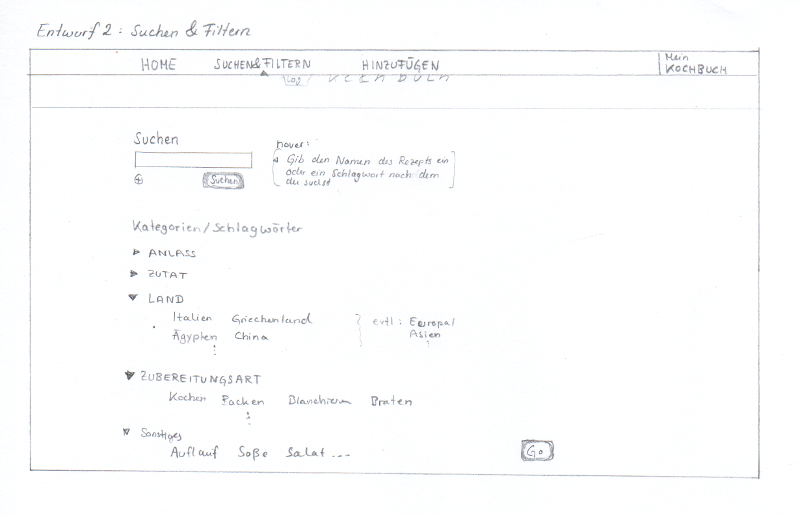 Entwurf 2: Suchen & Filtern
HOME SUCHEN&FILTERN HINZUFÜGEN Mein
KOCHBUCH
Log Kochbuch
Suchen
hover:
Gib den Namen des Rezepts ein
oder ein Schlagwort nach dem
du suchst
Suchen
Kategorien/Schlagwörter
ANLASS
ZUTAT
LAND
Italien Griechenland
Ägypten China
evtl: Europa/
Asien
ZUBEREITUNGSART
Kochen Backen Blanchieren Braten
Sonstiges
Auflauf Soße Salat...
Go